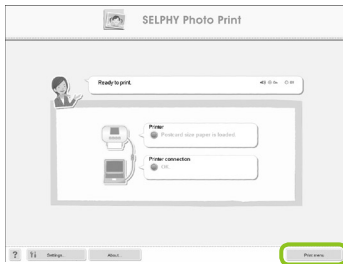 SELPHY Photo Print
Ready to print.
Printer
Postcard size paper is loaded.
Printer connection
OK
?
Settings...
About...
Print menu